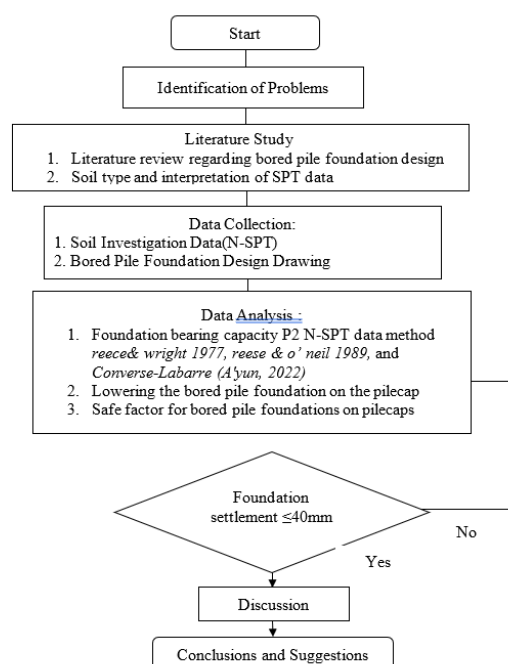 Start
Identification of Problems
Literature Study
1. Literature review regarding bored pile foundation design
2. Soil type and interpretation of SPT data
Data Collection:
1. Soil Investigation Data(N-SPT)
2. Bored Pile Foundation Design Drawing
Data Analysis :
1. Foundation bearing capacity P2 N-SPT data method
reece& wright 1977, reese & o' neil 1989, and
Converse-Labarre (A'yun, 2022)
2. Lowering the bored pile foundation on the pilecap
3. Safe factor for bored pile foundations on pilecaps
Foundation
settlement ≤40mm
No
Yes
Discussion
Conclusions and Suggestions